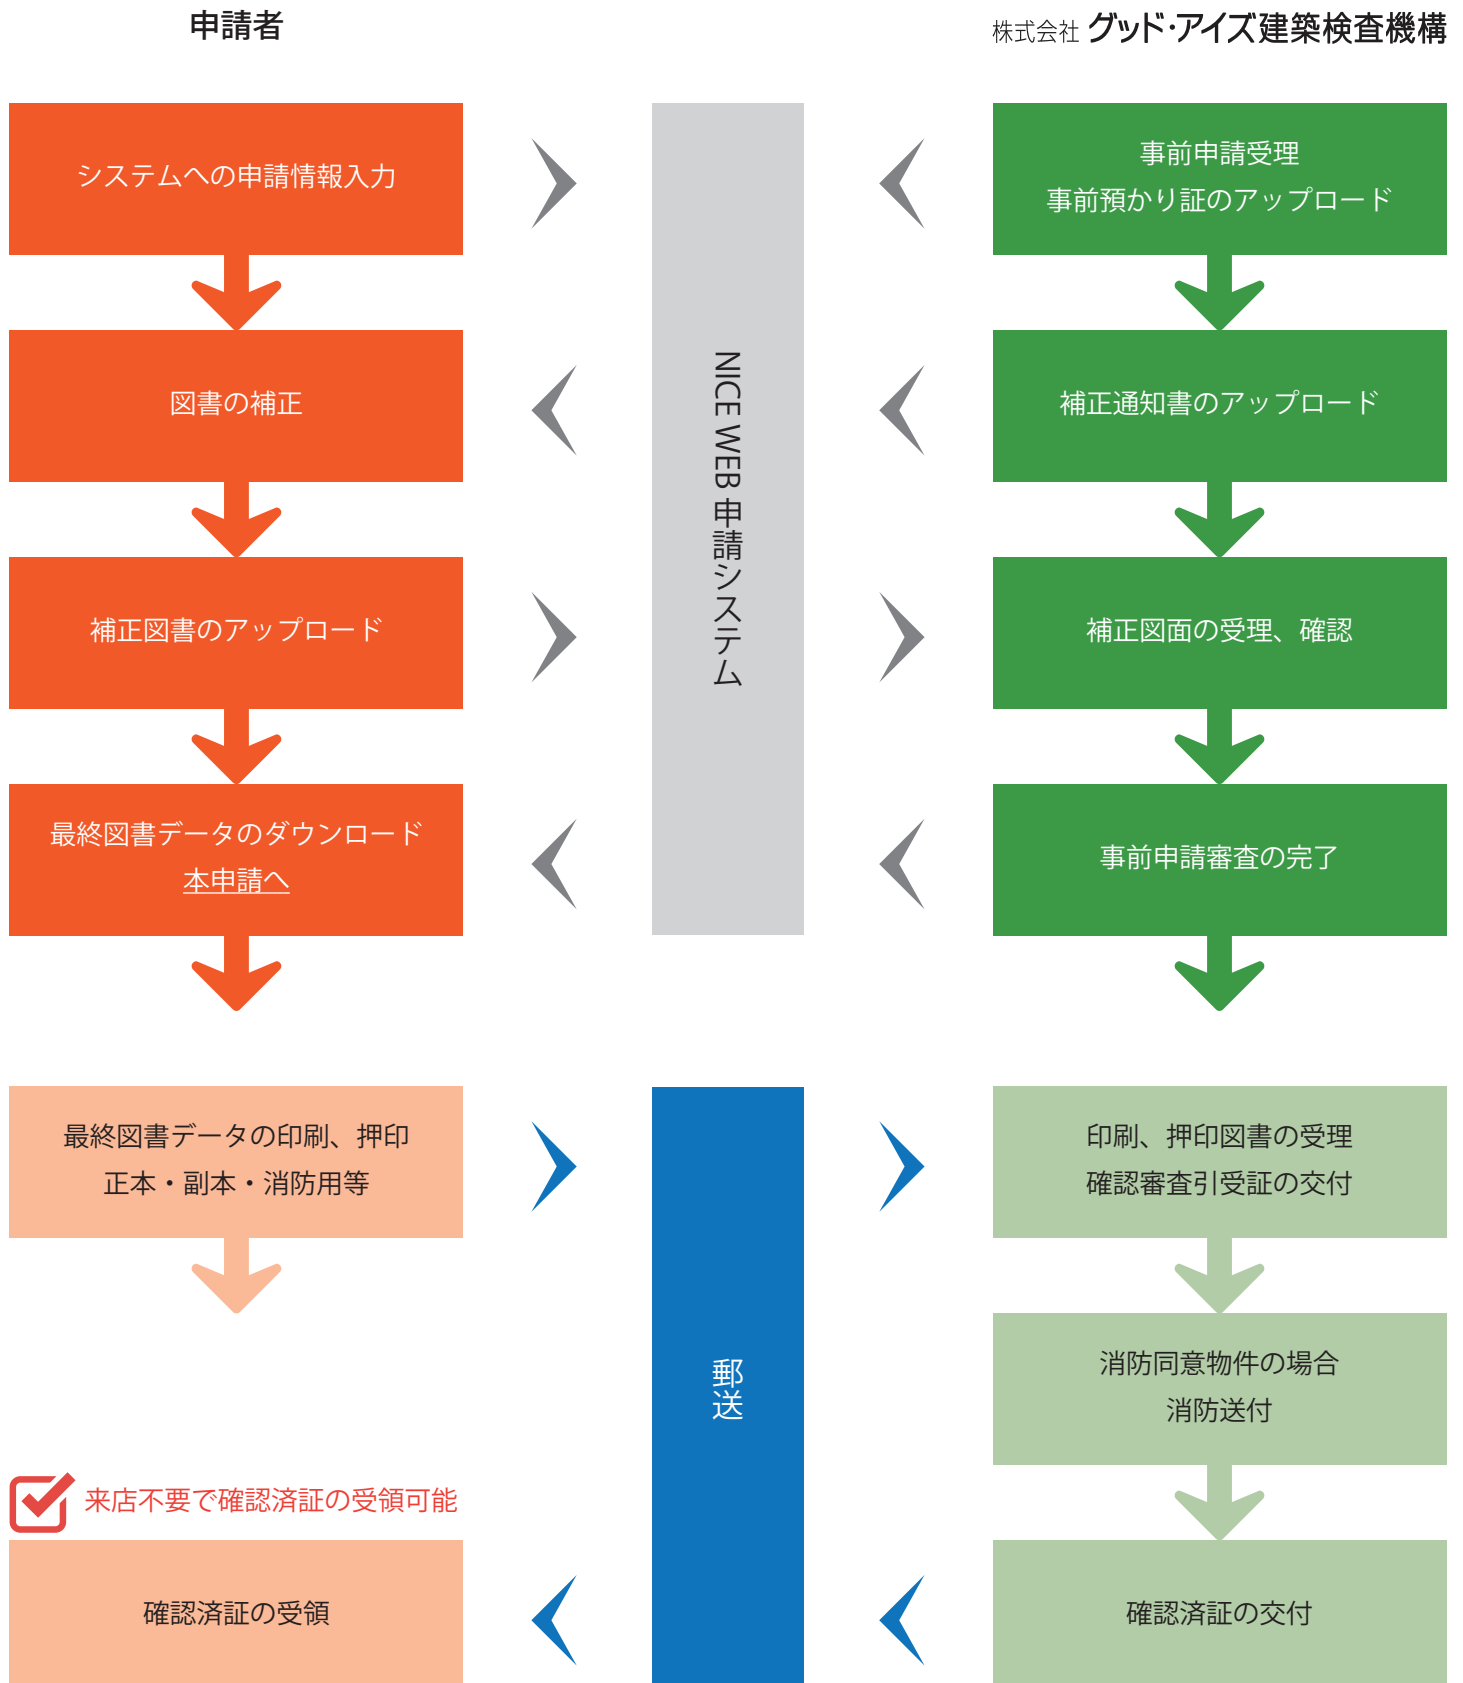 申請者
株式会社 グッド・アイズ建築検査機構
システムへの申請情報入力
事前申請受理
事前預かり証のアップロード
図書の補正
補正通知書のアップロード
NICE WEB 申請システム
補正図書のアップロード
補正図面の受理、確認
最終図書データのダウンロード
本申請へ
事前申請審査の完了
最終図書データの印刷、押印
正本・副本・消防用等
印刷、押印図書の受理
確認審査引受証の交付
郵送
消防同意物件の場合
消防送付
来店不要で確認済証の受領可能
確認済証の受領
確認済証の交付